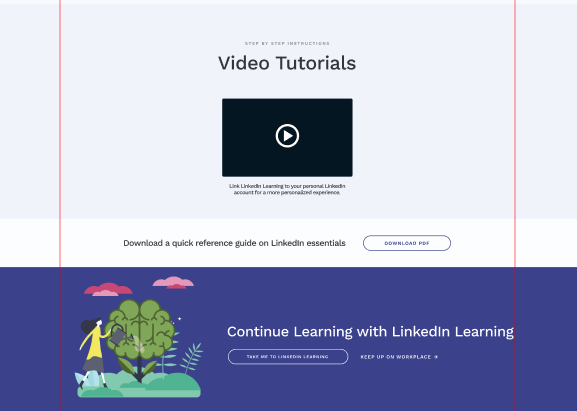 STEP BY STEP INSTRUCTIONS
Video Tutorials
Link LinkedIn Learning to your personal LinkedIn
account for a more personalized experience.
Download a quick reference guide on LinkedIn essentials
DOWNLOAD PDF
Continue Learning with LinkedIn Learning
TAKE ME TO LINKEDIN LEARNING
KEEP UP ON WORKPLACE →